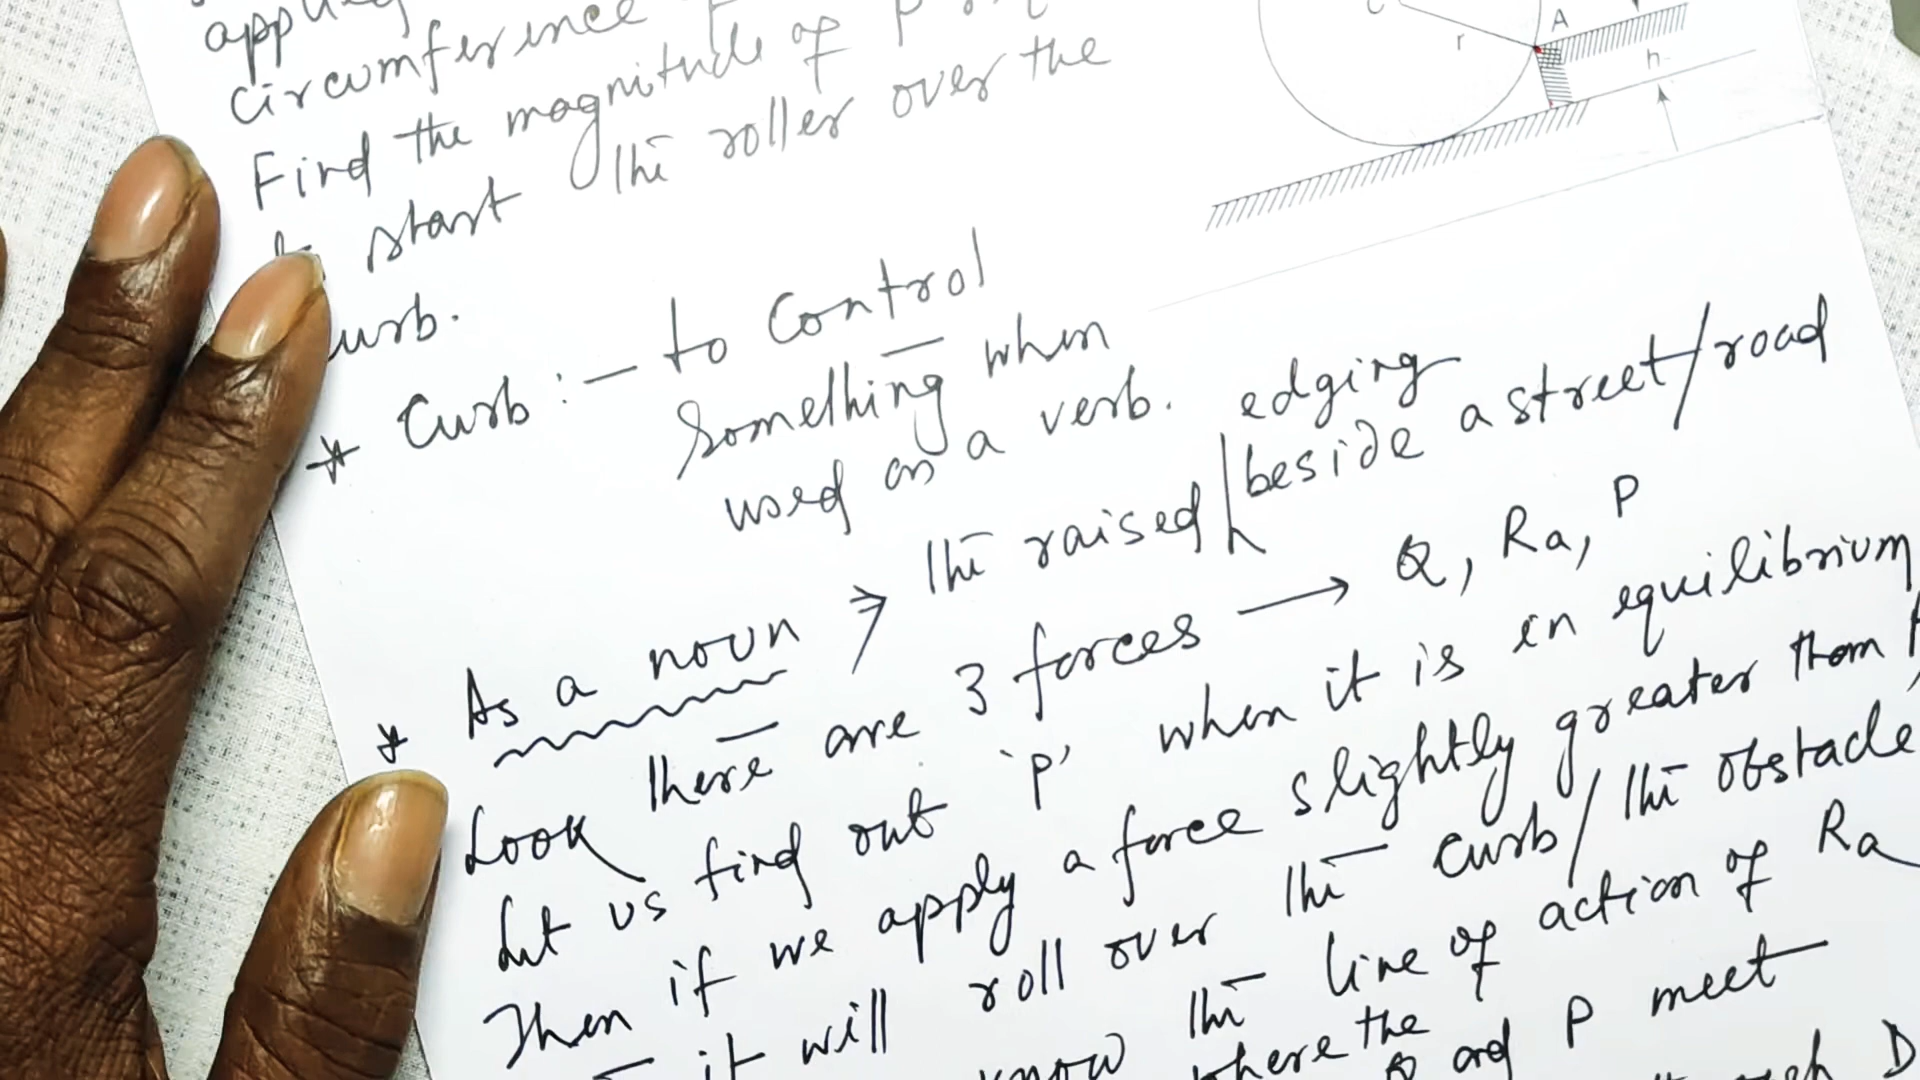 circumference
Find the magnitude of P
start the roller over the
curb.
* Curb :- to control
something when
used as a verb.
* As a noun => the raised edging
beside a street/road
Look there are 3 forces → Q, Ra, P
Let us find out 'P' when it is in equilibrium
Then if we apply a force slightly greater than
it will roll over the curb/the obstacle,
know the line of action of Ra
where the Q and P meet
D
C
r
A
h